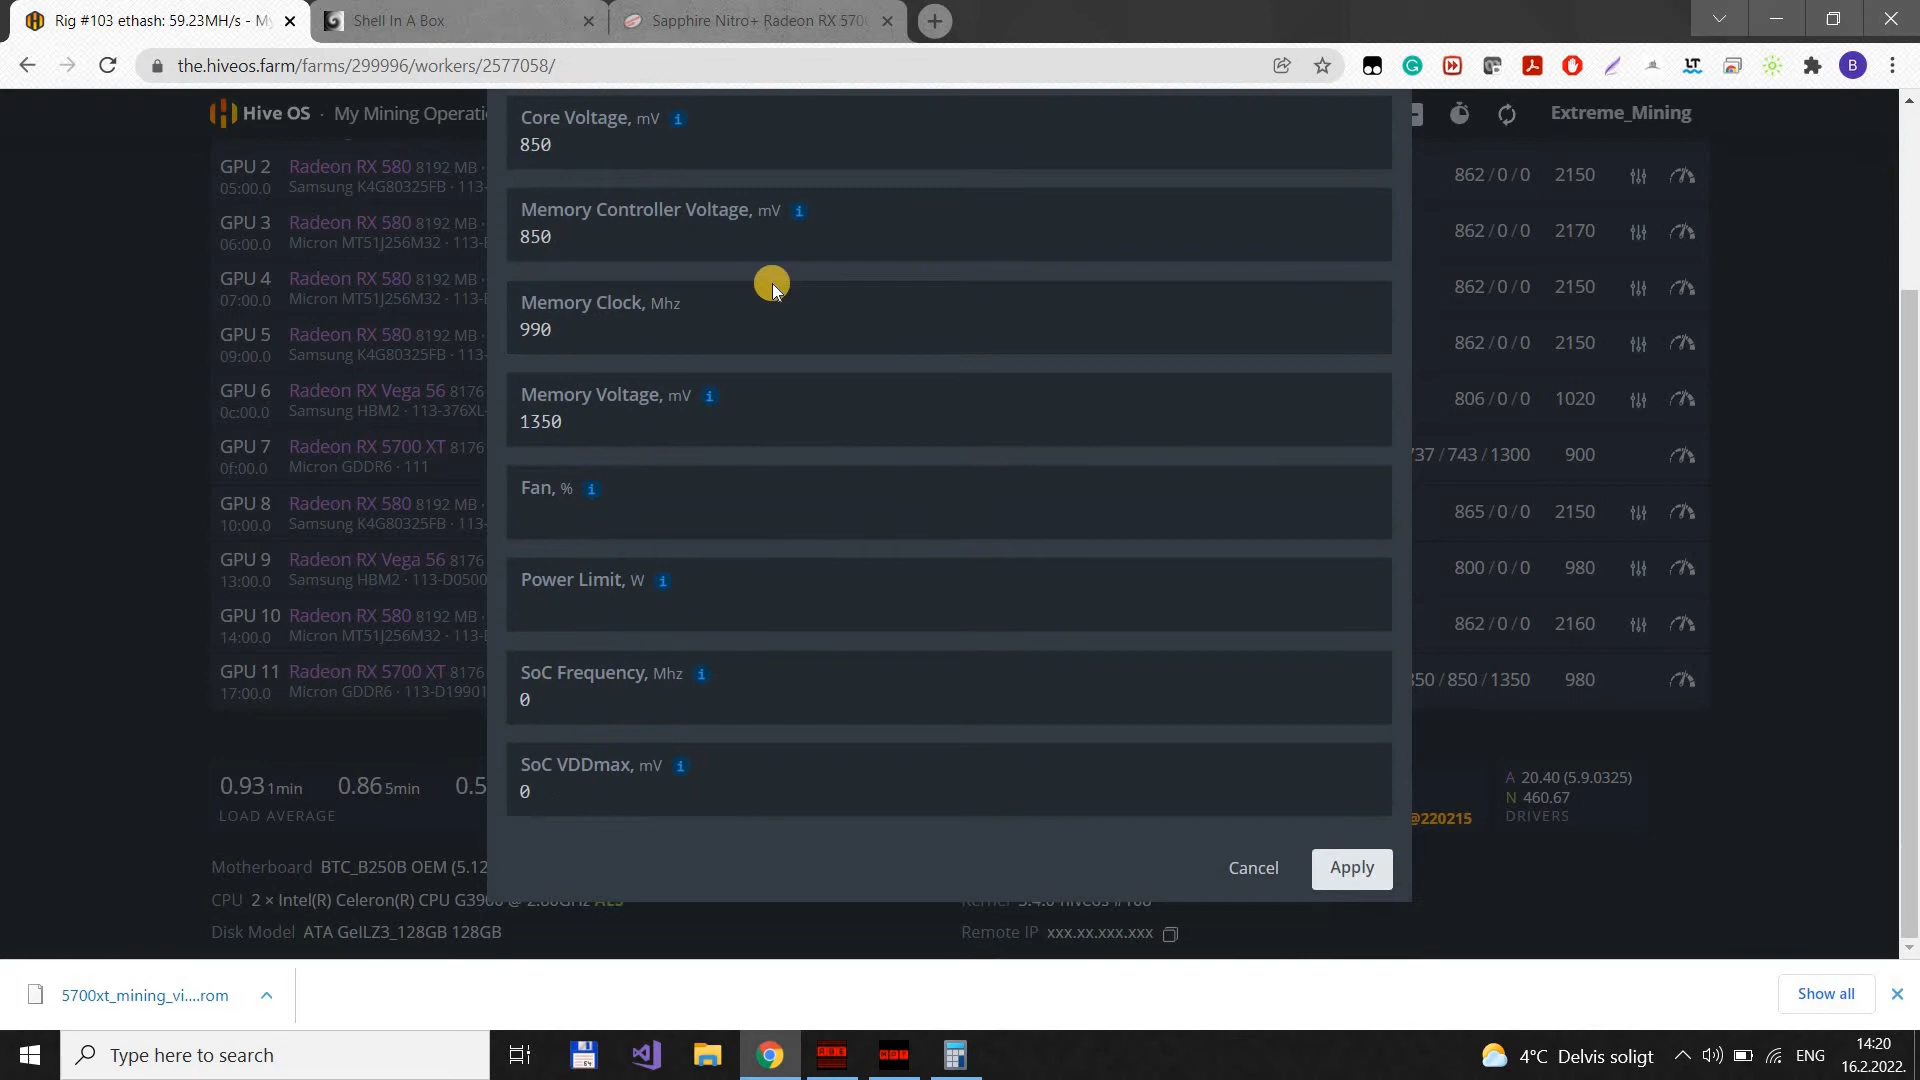 Rig #103 ethash: 59.23MH/s - My
Shell In A Box
Sapphire Nitro+ Radeon RX 570
the.hiveos.farm/farms/299996/workers/2577058/
B
Hive OS · My Mining Operati
Extreme_Mining
Core Voltage, mV i
850
Memory Controller Voltage, mV i
850
Memory Clock, Mhz
990
Memory Voltage, mV i
1350
Fan, % i
Power Limit, W i
SoC Frequency, Mhz i
0
SoC VDDmax, mV i
0
Cancel
Apply
GPU 2 Radeon RX 580 8192 MB · 862 / 0 / 0 2150
05:00.0 Samsung K4G80325FB · 113-
GPU 3 Radeon RX 580 8192 MB · 862 / 0 / 0 2170
06:00.0 Micron MT51J256M32 · 113-
GPU 4 Radeon RX 580 8192 MB · 862 / 0 / 0 2150
07:00.0 Micron MT51J256M32 · 113-
GPU 5 Radeon RX 580 8192 MB · 862 / 0 / 0 2150
09:00.0 Samsung K4G80325FB · 113-
GPU 6 Radeon RX Vega 56 8176 806 / 0 / 0 1020
0c:00.0 Samsung HBM2 · 113-376XL-
GPU 7 Radeon RX 5700 XT 8176 737 / 743 / 1300 900
0f:00.0 Micron GDDR6 · 111
GPU 8 Radeon RX 580 8192 MB · 865 / 0 / 0 2150
10:00.0 Samsung K4G80325FB · 113-
GPU 9 Radeon RX Vega 56 8176 800 / 0 / 0 980
13:00.0 Samsung HBM2 · 113-D0500
GPU 10 Radeon RX 580 8192 MB · 862 / 0 / 0 2160
14:00.0 Micron MT51J256M32 · 113-
GPU 11 Radeon RX 5700 XT 8176 850 / 850 / 1350 980
17:00.0 Micron GDDR6 · 113-D19901
0.93 1min 0.86 5min 0.5
LOAD AVERAGE
@220215
A 20.40 (5.9.0325)
N 460.67
DRIVERS
Motherboard BTC_B250B OEM (5.12
CPU 2 × Intel(R) Celeron(R) CPU
Disk Model ATA GeILZ3_128GB 128GB
Remote IP xxx.xx.xxx.xxx
5700xt_mining_vi....rom
Show all
Type here to search
4°C Delvis soligt
ENG
14:20
16.2.2022.